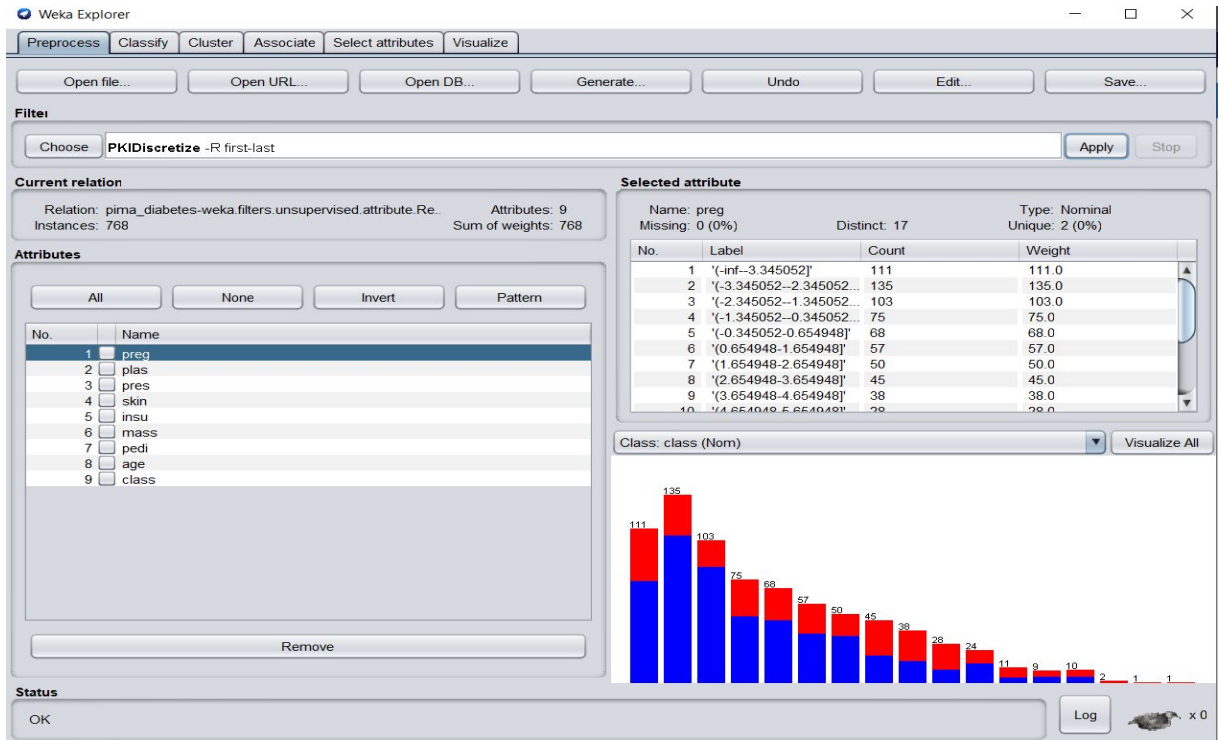 Weka Explorer
Preprocess Classify Cluster Associate Select attributes Visualize
Open file... Open URL... Open DB... Generate... Undo Edit... Save...
Filter
Choose PKIDiscretize -R first-last Apply Stop
Current relation
Relation: pima_diabetes-weka.filters.unsupervised.attribute.Re.. Attributes: 9
Instances: 768 Sum of weights: 768
Attributes
All None Invert Pattern
No. Name
1 preg
2 plas
3 pres
4 skin
5 insu
6 mass
7 pedi
8 age
9 class
Remove
Selected attribute
Name: preg Type: Nominal
Missing: 0 (0%) Distinct: 17 Unique: 2 (0%)
No. Label Count Weight
1 '(-inf--3.345052]' 111 111.0
2 '(-3.345052--2.345052... 135 135.0
3 '(-2.345052--1.345052... 103 103.0
4 '(-1.345052--0.345052... 75 75.0
5 '(-0.345052-0.654948]' 68 68.0
6 '(0.654948-1.654948]' 57 57.0
7 '(1.654948-2.654948]' 50 50.0
8 '(2.654948-3.654948]' 45 45.0
9 '(3.654948-4.654948]' 38 38.0
10 '(4.654948-5.654948]' 28 28.0
Class: class (Nom) Visualize All
135
111
103
75
68
57
50
45
38
28
24
11
9
10
2
1
1
Status
OK Log x 0